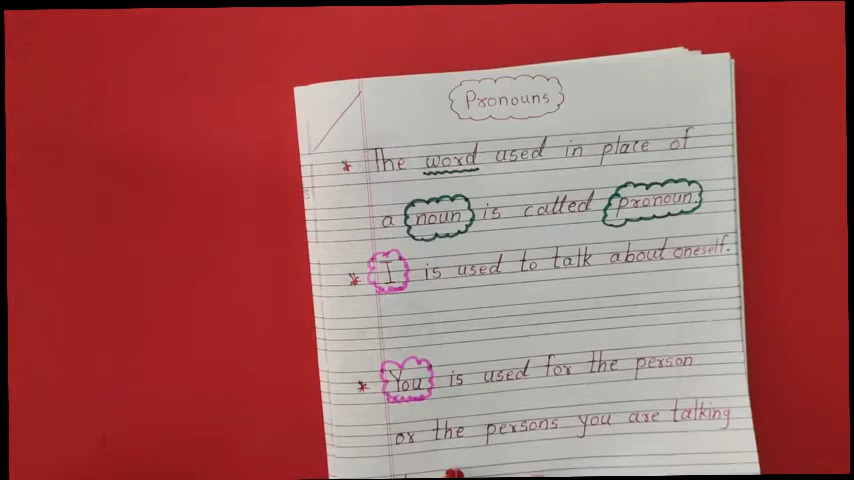 Pronouns
* The word used in place of
a noun is called pronoun.
* I is used to talk about oneself.
* You is used for the person
or the persons you are talking